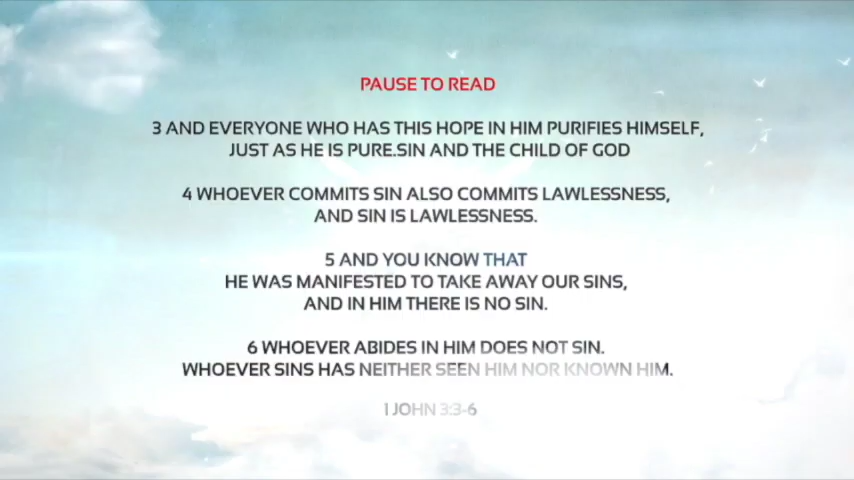 PAUSE TO READ
3 AND EVERYONE WHO HAS THIS HOPE IN HIM PURIFIES HIMSELF,
JUST AS HE IS PURE.SIN AND THE CHILD OF GOD
4 WHOEVER COMMITS SIN ALSO COMMITS LAWLESSNESS,
AND SIN IS LAWLESSNESS.
5 AND YOU KNOW THAT
HE WAS MANIFESTED TO TAKE AWAY OUR SINS,
AND IN HIM THERE IS NO SIN.
6 WHOEVER ABIDES IN HIM DOES NOT SIN.
WHOEVER SINS HAS NEITHER SEEN HIM NOR KNOWN HIM.
1 JOHN 3:3-6